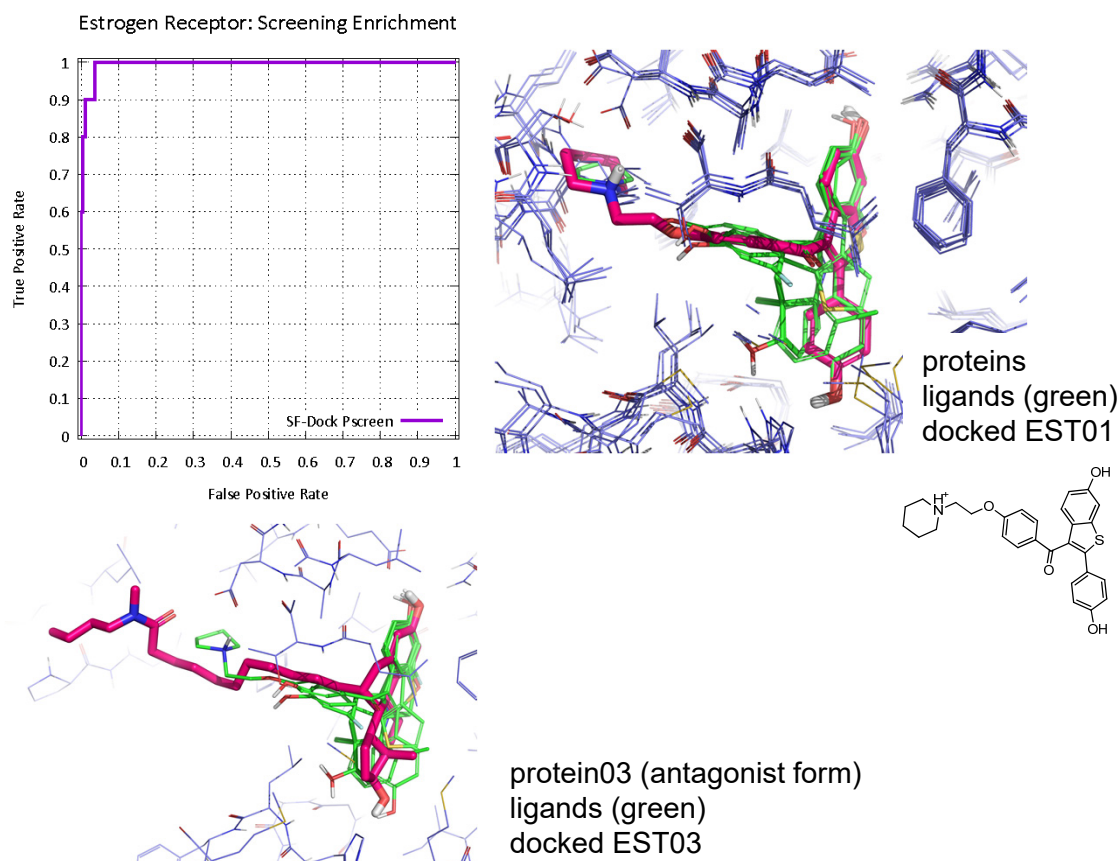 Estrogen Receptor: Screening Enrichment
1
0.9
0.8
0.7
0.6
0.5
0.4
0.3
0.2
0.1
0
True Positive Rate
SF-Dock Pscreen
0 0.1 0.2 0.3 0.4 0.5 0.6 0.7 0.8 0.9 1
False Positive Rate
proteins
ligands (green)
docked EST01
OH
H+
N
O
S
O
OH
protein03 (antagonist form)
ligands (green)
docked EST03